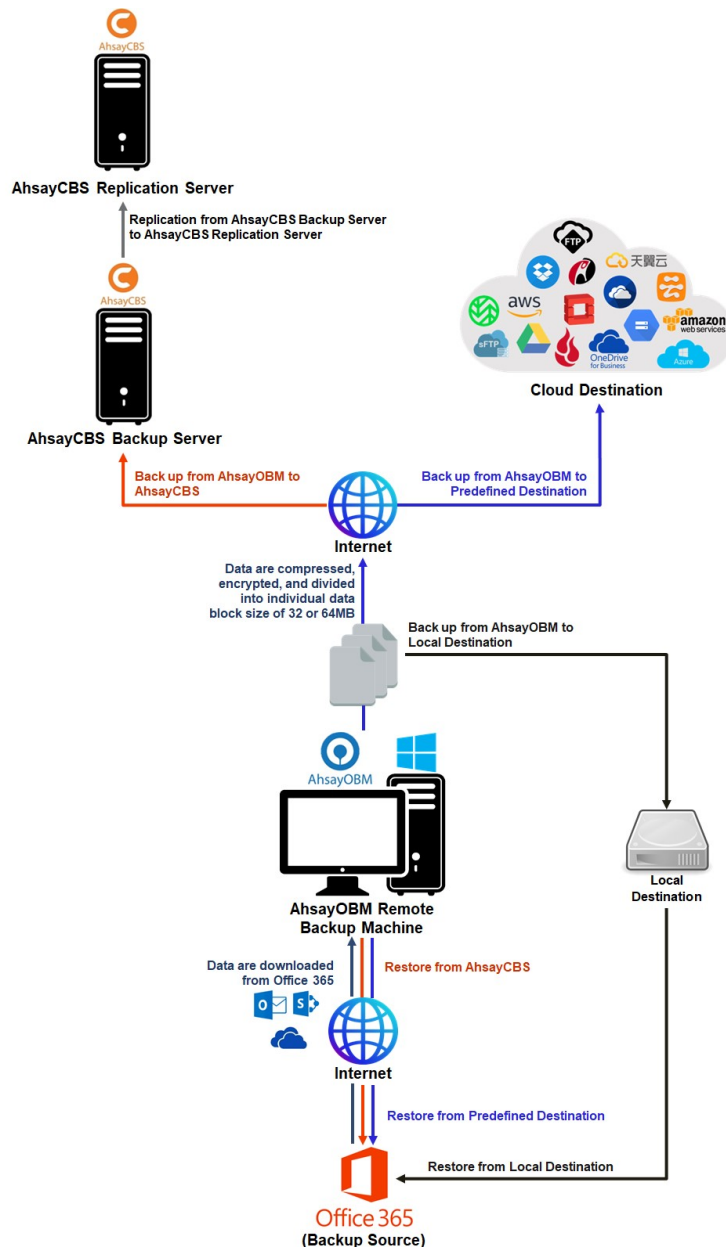 AhsayCBS
AhsayCBS Replication Server
Replication from AhsayCBS Backup Server
to AhsayCBS Replication Server
AhsayCBS
AhsayCBS Backup Server
FTP
天翼云
aws
amazon
web services
sFTP
OneDrive
for Business
Azure
Cloud Destination
Back up from AhsayOBM to
AhsayCBS
Back up from AhsayOBM to
Predefined Destination
Internet
Data are compressed,
encrypted, and divided
into individual data
block size of 32 or 64MB
Back up from AhsayOBM to
Local Destination
AhsayOBM
Local
Destination
AhsayOBM Remote
Backup Machine
Data are downloaded
from Office 365
Restore from AhsayCBS
Internet
Restore from Predefined Destination
Restore from Local Destination
Office 365
(Backup Source)